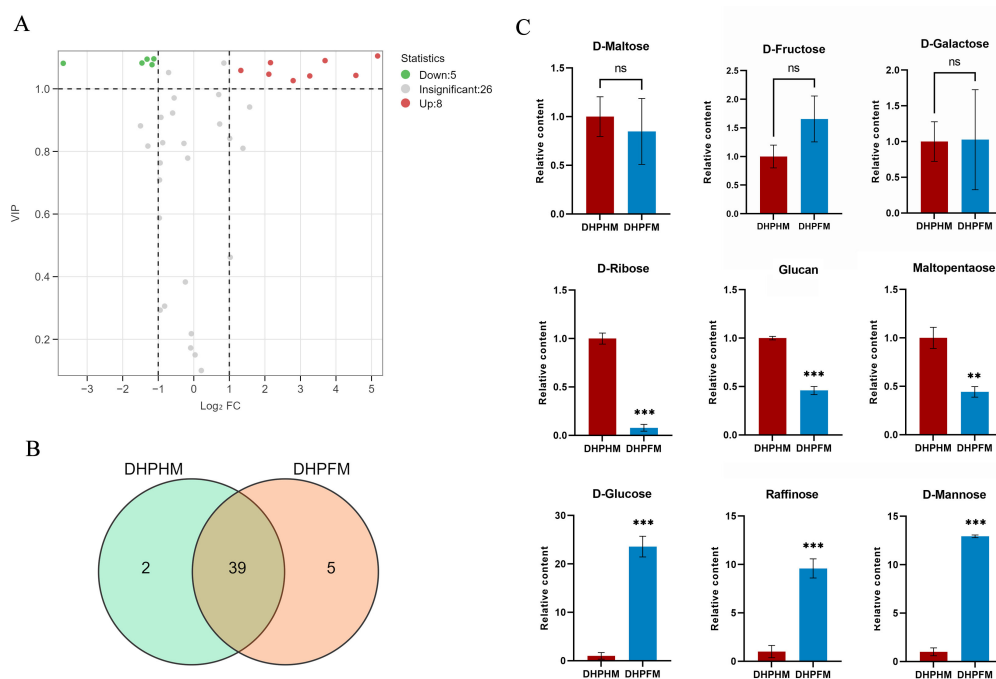 A
Statistics
Down:5
Insignificant:26
Up:8
VIP
1.0
0.8
0.6
0.4
0.2
−3 −2 −1 0 1 2 3 4 5
Log₂ FC
B
DHPHM DHPFM
2 39 5
C
D-Maltose
ns
Relative content
1.5
1.0
0.5
0.0
DHPHM DHPFM
D-Fructose
ns
Relative content
2.5
2.0
1.5
1.0
0.5
0.0
DHPHM DHPFM
D-Galactose
ns
Relative content
2.0
1.5
1.0
0.5
0.0
DHPHM DHPFM
D-Ribose
Relative content
1.5
1.0
0.5
0.0
***
DHPHM DHPFM
Glucan
Relative content
1.5
1.0
0.5
0.0
***
DHPHM DHPFM
Maltopentaose
Relative content
1.5
1.0
0.5
0.0
**
DHPHM DHPFM
D-Glucose
***
Relative content
30
20
10
0
DHPHM DHPFM
Raffinose
***
Relative content
15
10
5
0
DHPHM DHPFM
D-Mannose
***
Relative content
15
10
5
0
DHPHM DHPFM